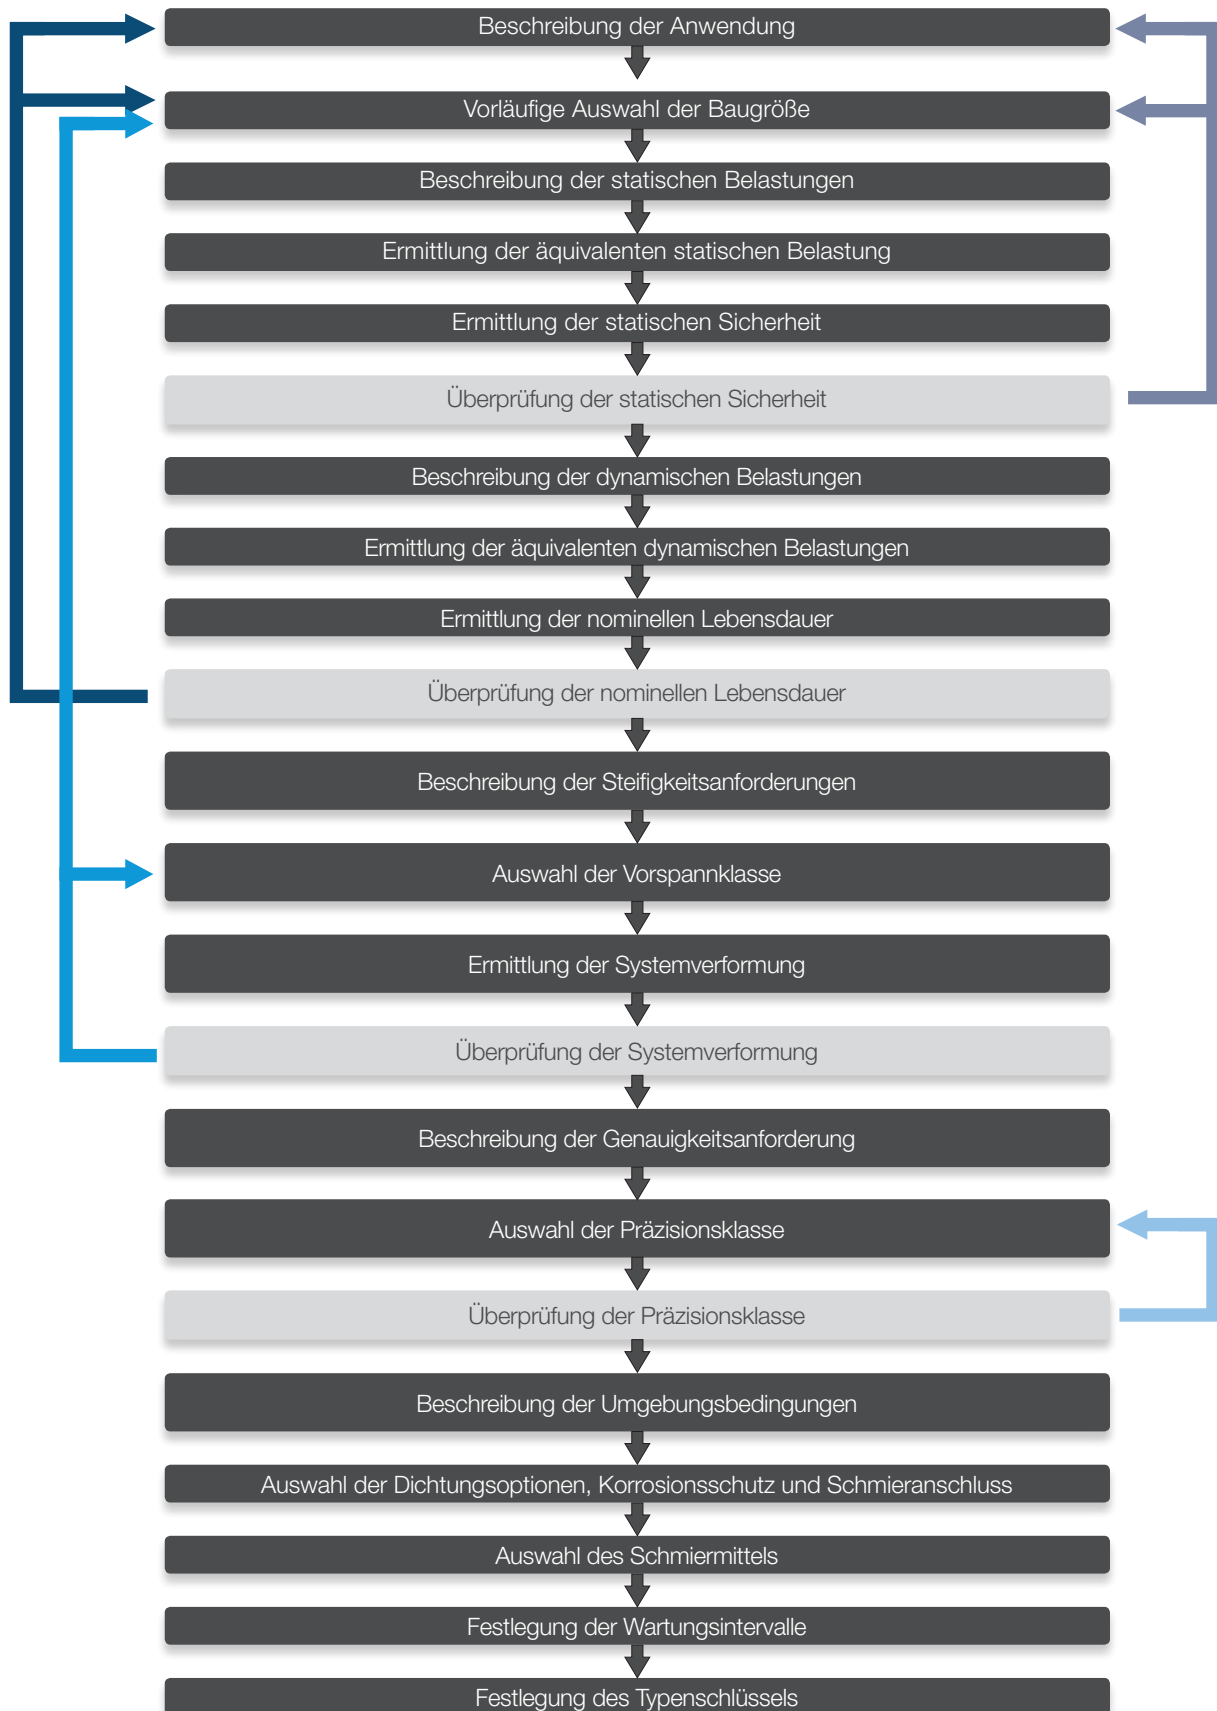 Beschreibung der Anwendung
Vorläufige Auswahl der Baugröße
Beschreibung der statischen Belastungen
Ermittlung der äquivalenten statischen Belastung
Ermittlung der statischen Sicherheit
Überprüfung der statischen Sicherheit
Beschreibung der dynamischen Belastungen
Ermittlung der äquivalenten dynamischen Belastungen
Ermittlung der nominellen Lebensdauer
Überprüfung der nominellen Lebensdauer
Beschreibung der Steifigkeitsanforderungen
Auswahl der Vorspannklasse
Ermittlung der Systemverformung
Überprüfung der Systemverformung
Beschreibung der Genauigkeitsanforderung
Auswahl der Präzisionsklasse
Überprüfung der Präzisionsklasse
Beschreibung der Umgebungsbedingungen
Auswahl der Dichtungsoptionen, Korrosionsschutz und Schmieranschluss
Auswahl des Schmiermittels
Festlegung der Wartungsintervalle
Festlegung des Typenschlüssels